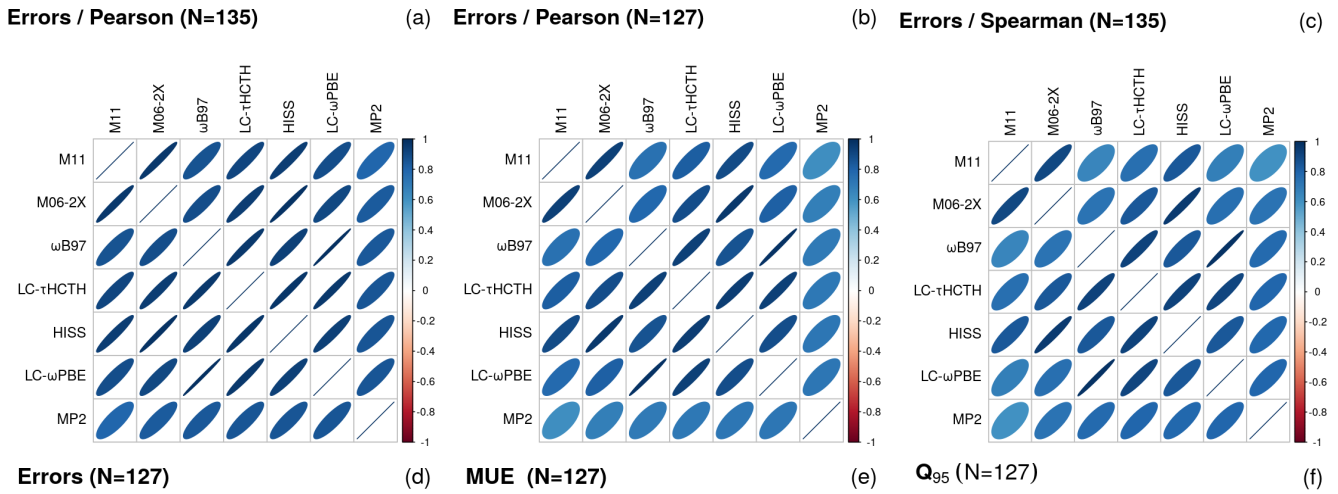 Errors / Pearson (N=135) (a)
M11 M06-2X ωB97 LC-τHCTH HISS LC-ωPBE MP2
M11
M06-2X
ωB97
LC-τHCTH
HISS
LC-ωPBE
MP2
1
0.8
0.6
0.4
0.2
0
-0.2
-0.4
-0.6
-0.8
-1
Errors / Pearson (N=127) (b)
M11 M06-2X ωB97 LC-τHCTH HISS LC-ωPBE MP2
M11
M06-2X
ωB97
LC-τHCTH
HISS
LC-ωPBE
MP2
1
0.8
0.6
0.4
0.2
0
-0.2
-0.4
-0.6
-0.8
-1
Errors / Spearman (N=135) (c)
M11 M06-2X ωB97 LC-τHCTH HISS LC-ωPBE MP2
M11
M06-2X
ωB97
LC-τHCTH
HISS
LC-ωPBE
MP2
1
0.8
0.6
0.4
0.2
0
-0.2
-0.4
-0.6
-0.8
-1
Errors (N=127) (d)
MUE (N=127) (e)
Q95 (N=127) (f)